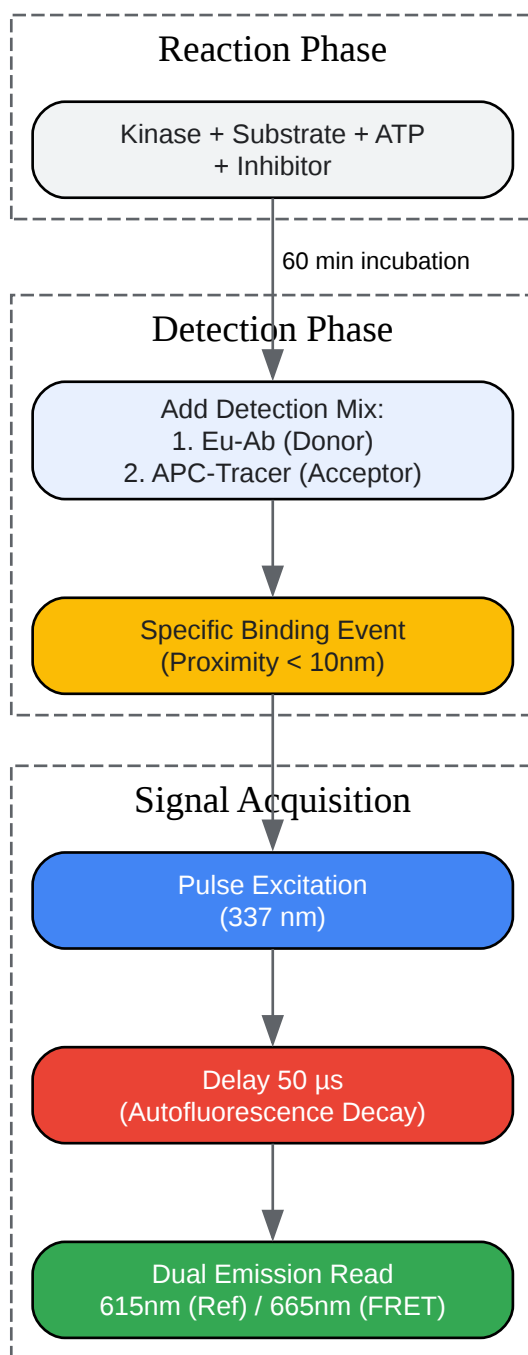 Reaction Phase
Kinase + Substrate + ATP
+ Inhibitor
60 min incubation
Detection Phase
Add Detection Mix:
1. Eu-Ab (Donor)
2. APC-Tracer (Acceptor)
Specific Binding Event
(Proximity < 10nm)
Signal Acquisition
Pulse Excitation
(337 nm)
Delay 50 µs
(Autofluorescence Decay)
Dual Emission Read
615nm (Ref) / 665nm (FRET)